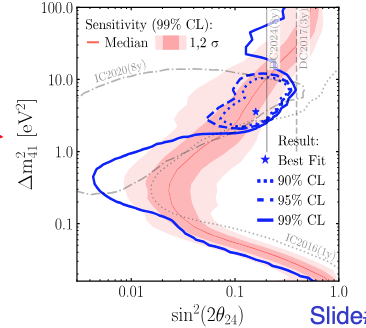 100.0
Sensitivity (99% CL):
Median
1,2 σ
DC2024(8y)
DC2017(3y)
IC2020(8y)
10.0
Δm²₄₁ [eV²]
1.0
Result:
Best Fit
90% CL
95% CL
99% CL
IC2016(1y)
0.1
0.01
0.1
1.0
sin²(2θ₂₄)
Slide